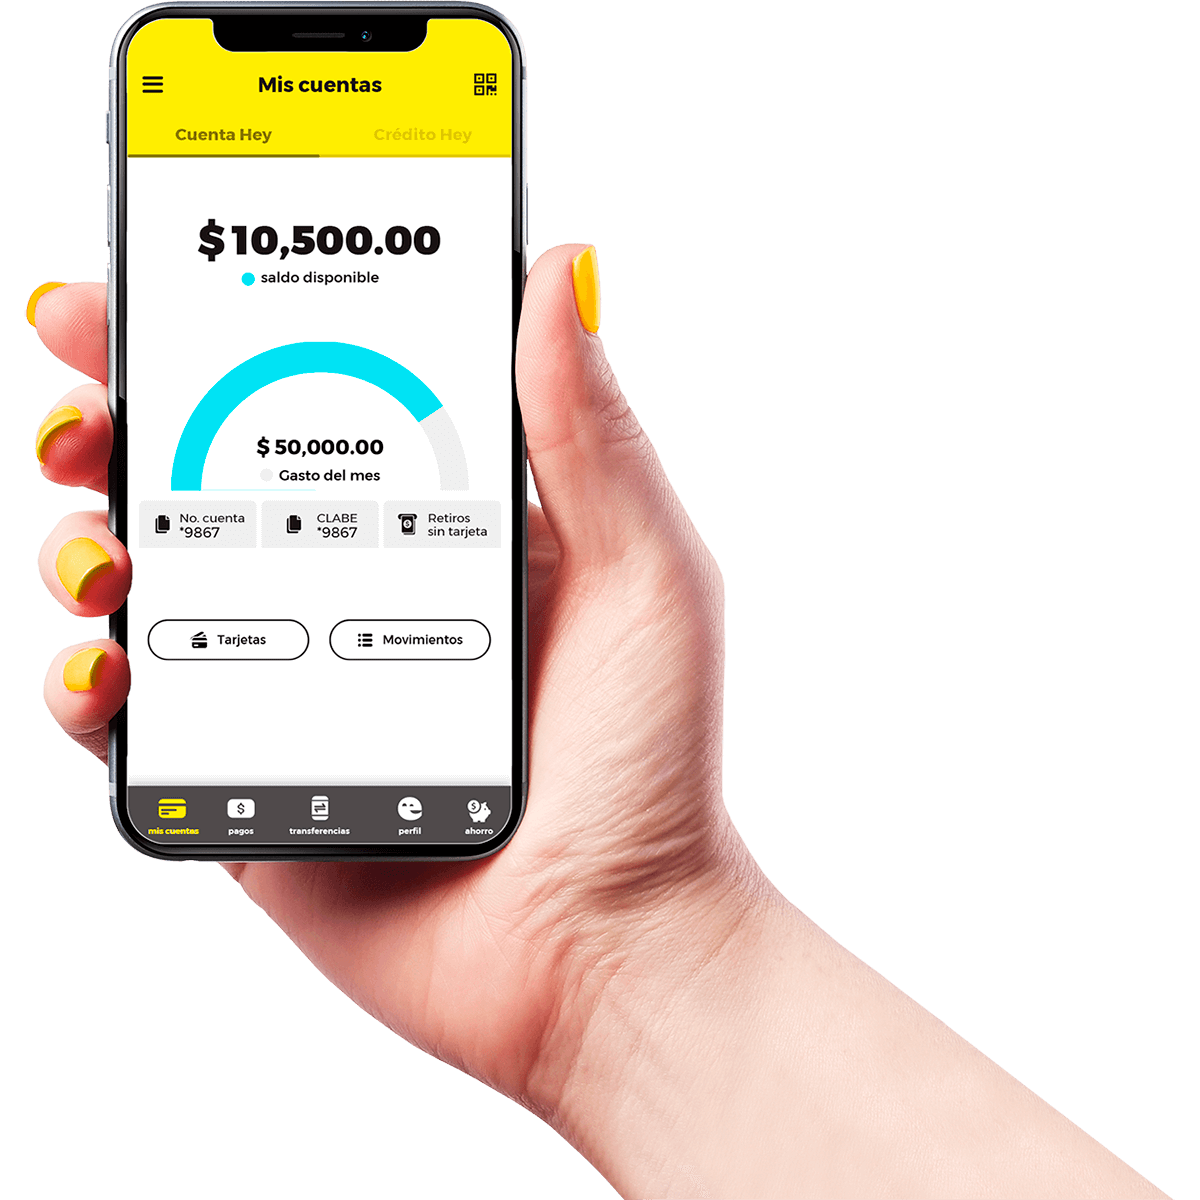 Mis cuentas
Cuenta Hey
Crédito Hey
$10,500.00
saldo disponible
$50,000.00
Gasto del mes
No. cuenta
*9867
CLABE
*9867
Retiros
sin tarjeta
Tarjetas
Movimientos
mis cuentas
pagos
transferencias
perfil
ahorro